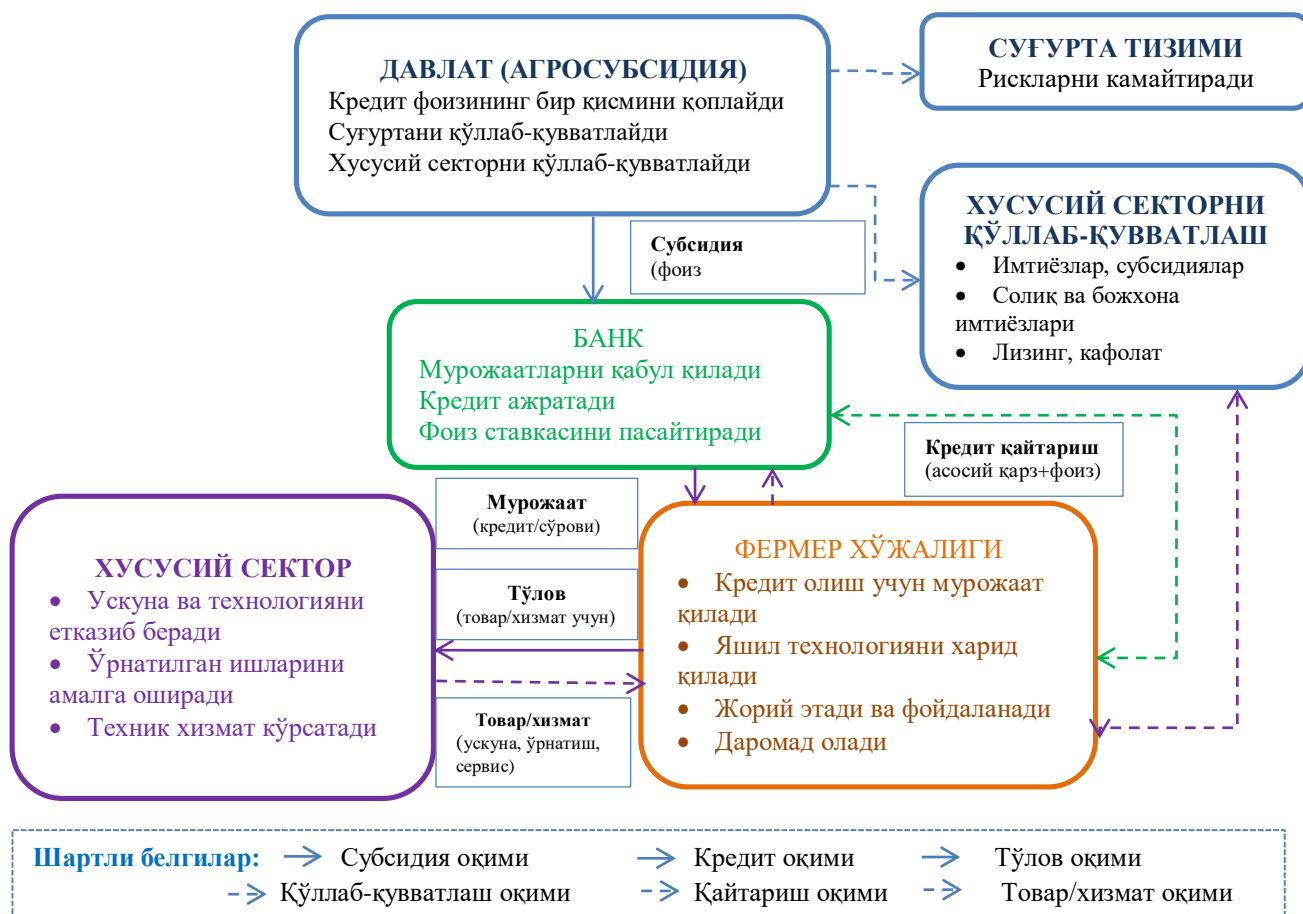 ДАВЛАТ (АГРОСУБСИДИЯ)
Кредит фоизининг бир қисмини қоплайди
Суғуртани қўллаб-қувватлайди
Хусусий секторни қўллаб-қувватлайди
СУҒУРТА ТИЗИМИ
Рискларни камайтиради
ХУСУСИЙ СЕКТОРНИ
ҚЎЛЛАБ-ҚУВВАТЛАШ
• Имтиёзлар, субсидиялар
• Солиқ ва божхона
имтиёзлари
• Лизинг, кафолат
Субсидия
(фоиз
БАНК
Мурожаатларни қабул қилади
Кредит ажратади
Фоиз ставкасини пасайтиради
Кредит қайтариш
(асосий қарз+фоиз)
Мурожаат
(кредит/сўрови)
Тўлов
(товар/хизмат учун)
Товар/хизмат
(ускуна, ўрнатиш,
сервис)
ХУСУСИЙ СЕКТОР
• Ускуна ва технологияни
етказиб беради
• Ўрнатилган ишларини
амалга оширади
• Техник хизмат кўрсатади
ФЕРМЕР ХЎЖАЛИГИ
• Кредит олиш учун мурожаат
қилади
• Яшил технологияни харид
қилади
• Жорий этади ва фойдаланади
• Даромад олади
Шартли белгилар: Субсидия оқими Кредит оқими Тўлов оқими
Қўллаб-қувватлаш оқими Қайтариш оқими Товар/хизмат оқими